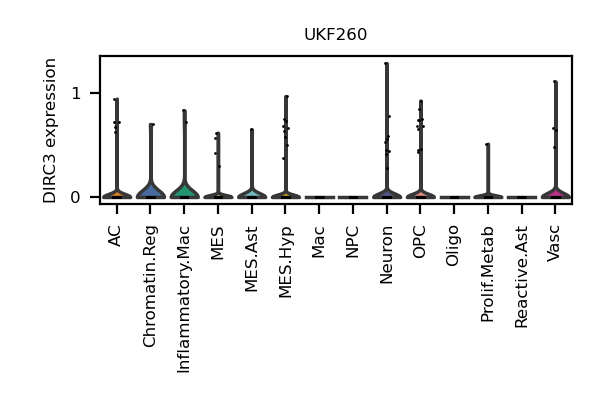 UKF260
DIRC3 expression
1
0
AC
Chromatin.Reg
Inflammatory.Mac
MES
MES.Ast
MES.Hyp
Mac
NPC
Neuron
OPC
Oligo
Prolif.Metab
Reactive.Ast
Vasc